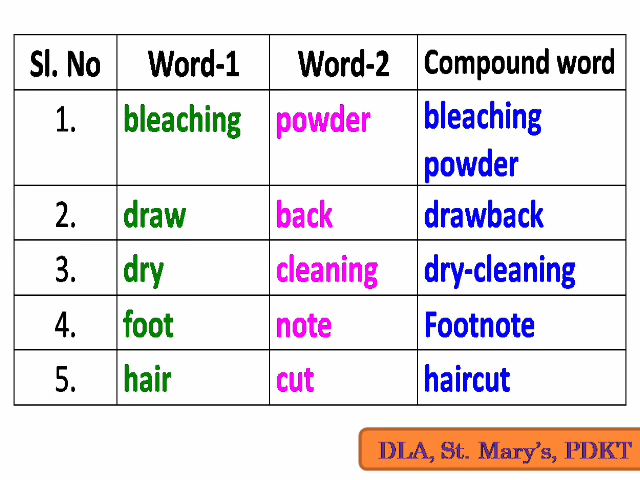 Sl. No Word-1 Word-2 Compound word
1. bleaching powder bleaching
powder
2. draw back drawback
3. dry cleaning dry-cleaning
4. foot note Footnote
5. hair cut haircut
DLA, St. Mary's, PDKT